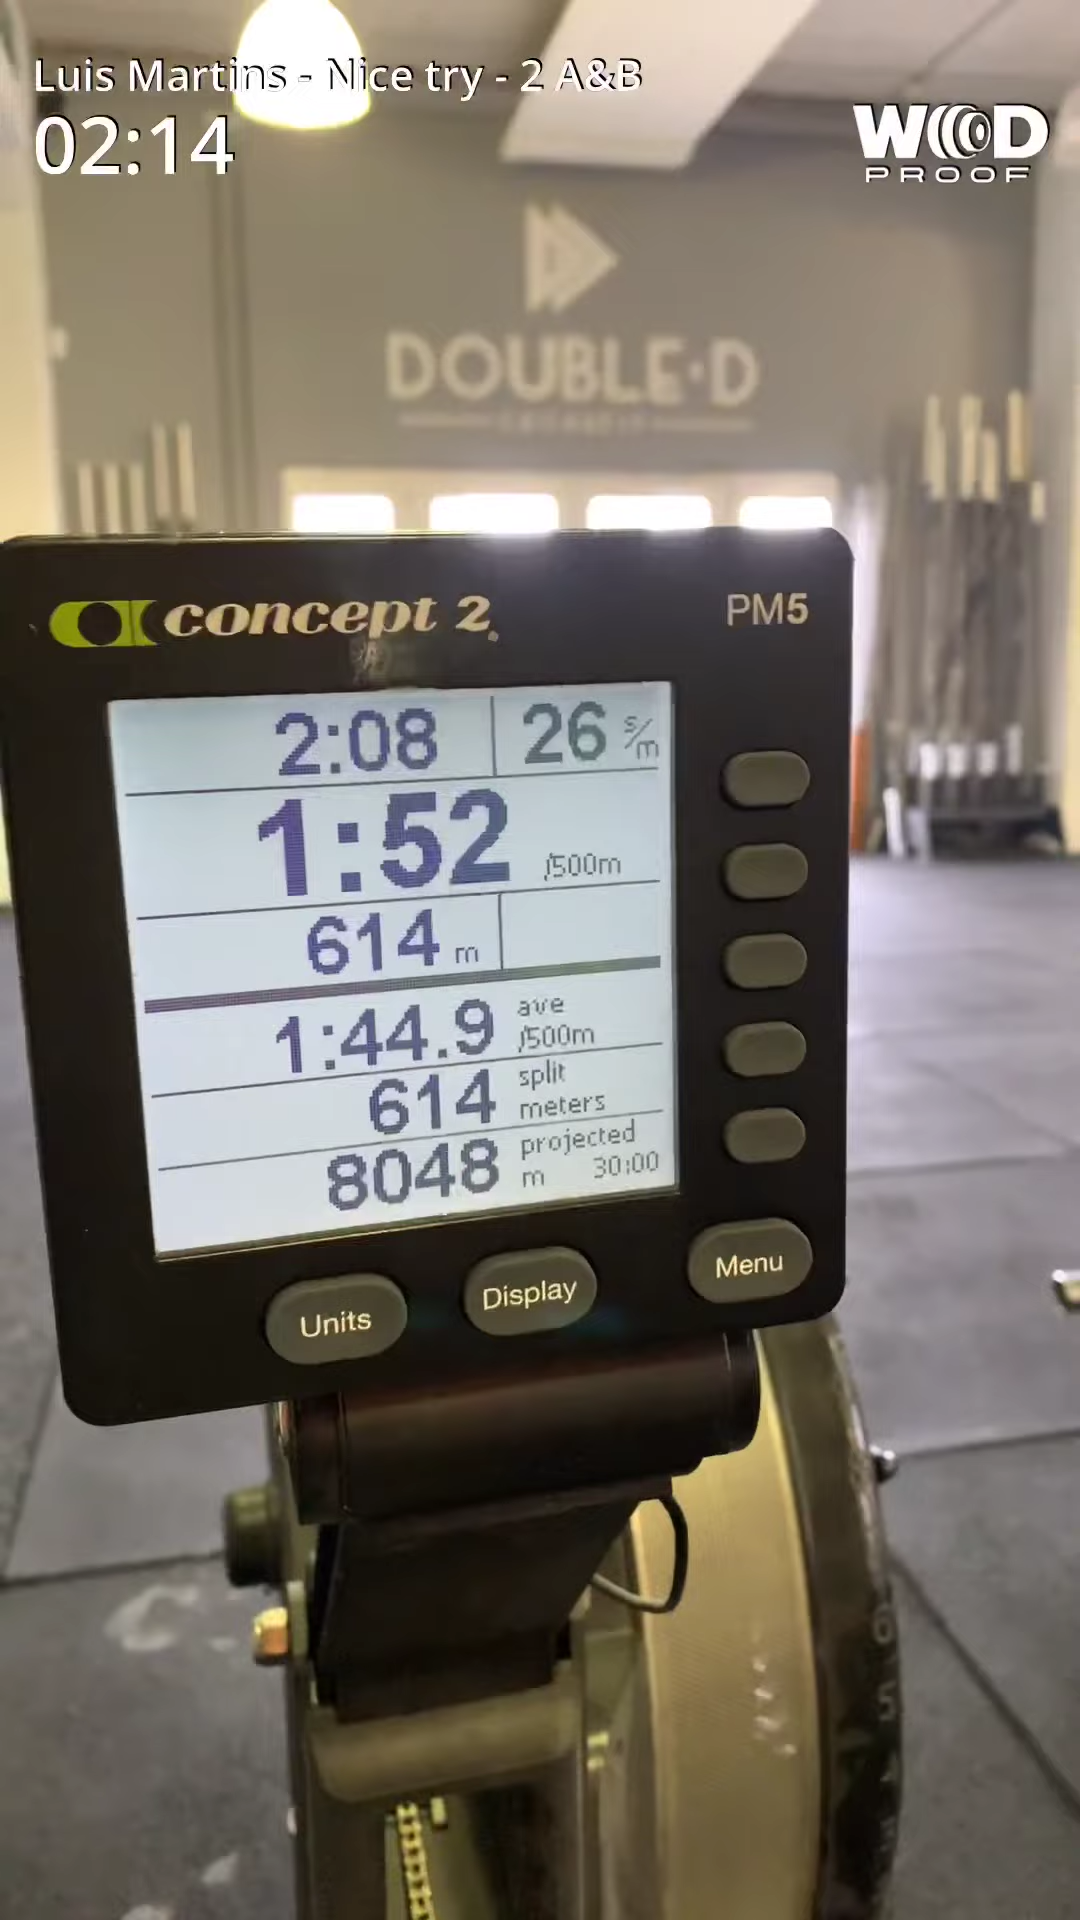 Luis Martins - Nice try - 2 A&B
02:14
WOD
PROOF
DOUBLE·D
concept 2
PM5
2:08
26 s/m
1:52 /500m
614 m
1:44.9 ave /500m
614 split meters
8048 projected m 30:00
Units
Display
Menu